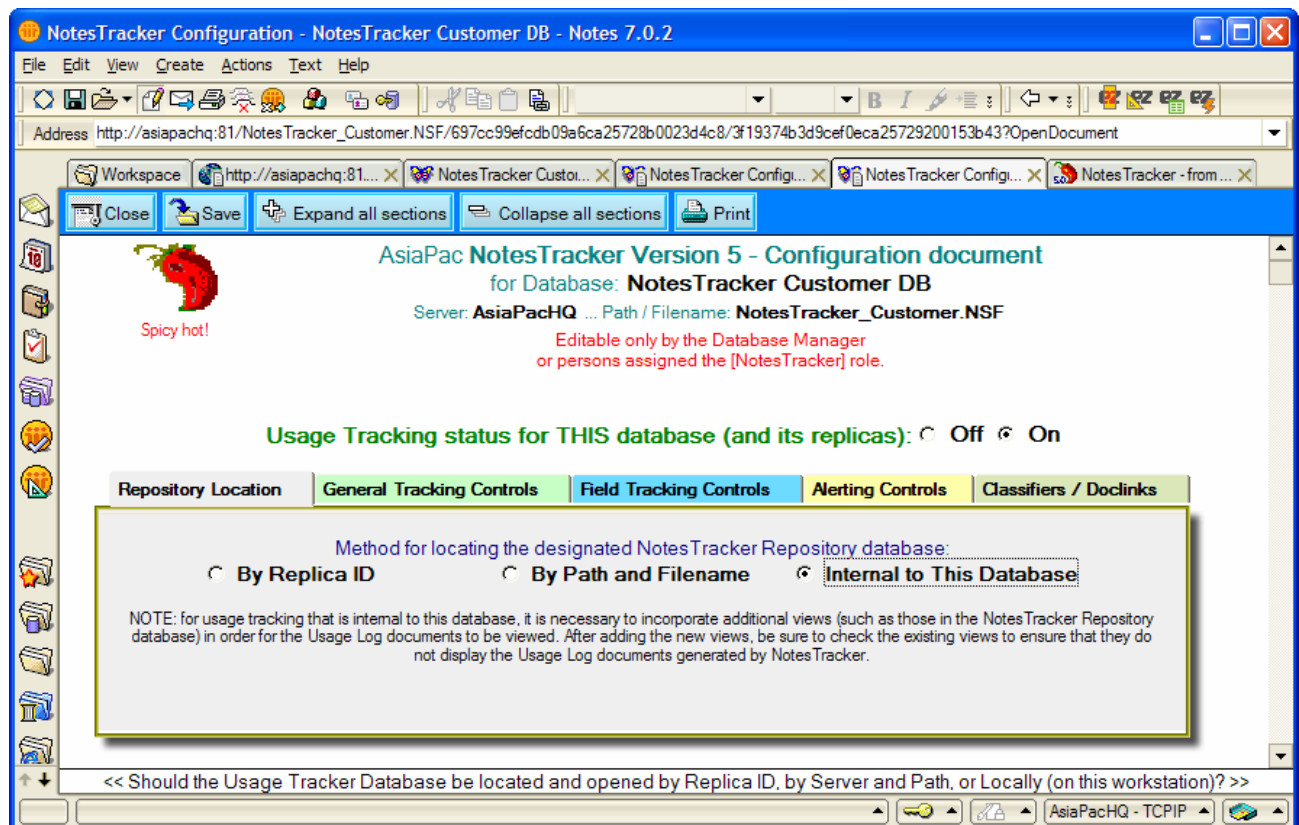 NotesTracker Configuration - NotesTracker Customer DB - Notes 7.0.2
File Edit View Create Actions Text Help
B I
Address http://asiapachq:81/NotesTracker_Customer.NSF/697cc99efcdb09a6ca25728b0023d4c8/3f19374b3d9cef0eca25729200153b43?OpenDocument
Workspace http://asiapachq:81.... NotesTracker Custo... NotesTracker Configu... NotesTracker Configu... NotesTracker - from ...
Close Save Expand all sections Collapse all sections Print
AsiaPac NotesTracker Version 5 - Configuration document
for Database: NotesTracker Customer DB
Server: AsiaPacHQ ... Path / Filename: NotesTracker_Customer.NSF
Spicy hot!
Editable only by the Database Manager
or persons assigned the [NotesTracker] role.
Usage Tracking status for THIS database (and its replicas): Off On
Repository Location General Tracking Controls Field Tracking Controls Alerting Controls Classifiers / Doclinks
Method for locating the designated NotesTracker Repository database:
By Replica ID By Path and Filename Internal to This Database
NOTE: for usage tracking that is internal to this database, it is necessary to incorporate additional views (such as those in the NotesTracker Repository
database) in order for the Usage Log documents to be viewed. After adding the new views, be sure to check the existing views to ensure that they do
not display the Usage Log documents generated by NotesTracker.
<< Should the Usage Tracker Database be located and opened by Replica ID, by Server and Path, or Locally (on this workstation)? >>
AsiaPacHQ - TCPIP